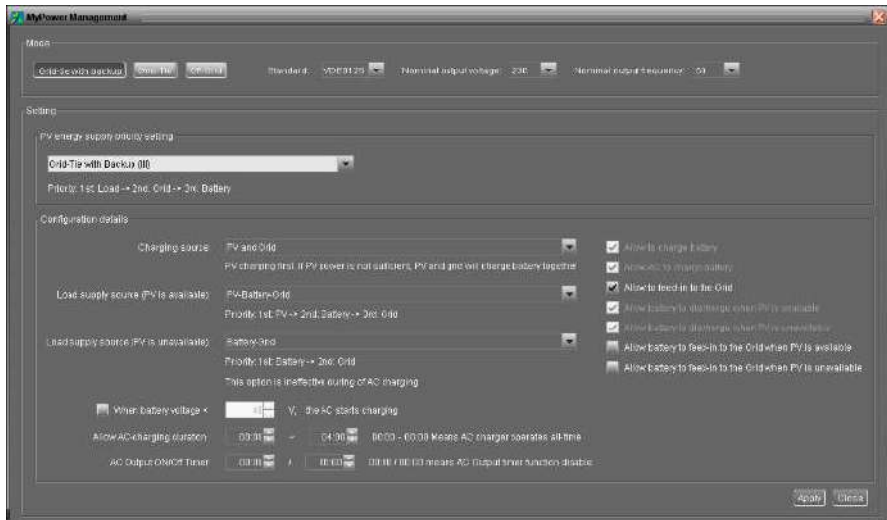 MyPower Management
Mode
Grid-tie with backup Grid-Tie Off-Grid Standard: VDE0126 Nominal output voltage: 230 Nominal output frequency: 50
Setting
PV energy supply priority setting
Grid-Tie with Backup (III)
Priority: 1st: Load -> 2nd: Grid -> 3rd: Battery
Configuration details
Charging source PV and Grid Allow to charge battery
PV charging first. If PV power is not sufficient, PV and grid will charge battery together Allow AC to charge battery
Allow to feed-in to the Grid
Load supply source (PV is available) PV-Battery-Grid Allow battery to discharge when PV is available
Priority: 1st: PV -> 2nd: Battery -> 3rd: Grid Allow battery to discharge when PV is unavailable
Load supply source (PV is unavailable) Battery-Grid Allow battery to feed-in to the Grid when PV is available
Priority: 1st: Battery -> 2nd: Grid Allow battery to feed-in to the Grid when PV is unavailable
This option is ineffective during of AC charging
When battery voltage < V, the AC starts charging
Allow AC charging duration ~ 00:00 - 00:00 Means AC charger operates all-time
AC Output ON/Off Timer / 00:00 / 00:00 means AC Output timer function disable
Apply Close